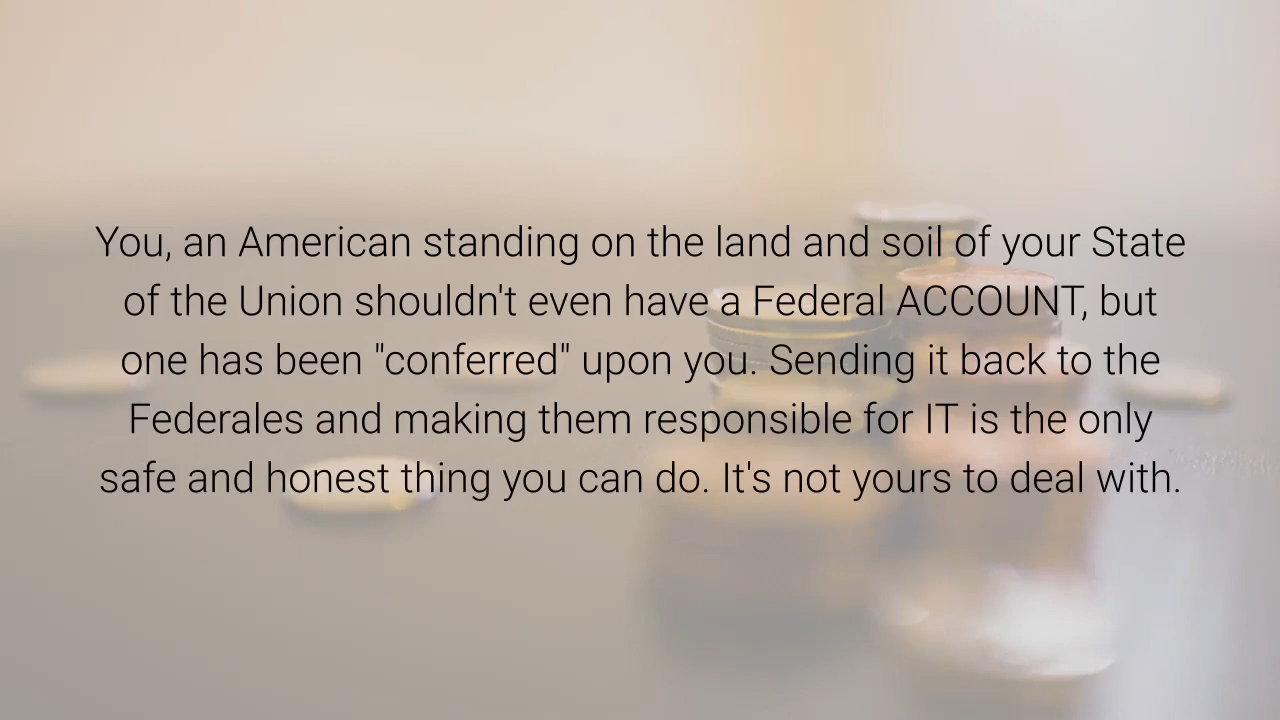 You, an American standing on the land and soil of your State
of the Union shouldn't even have a Federal ACCOUNT, but
one has been "conferred" upon you. Sending it back to the
Federales and making them responsible for IT is the only
safe and honest thing you can do. It's not yours to deal with.